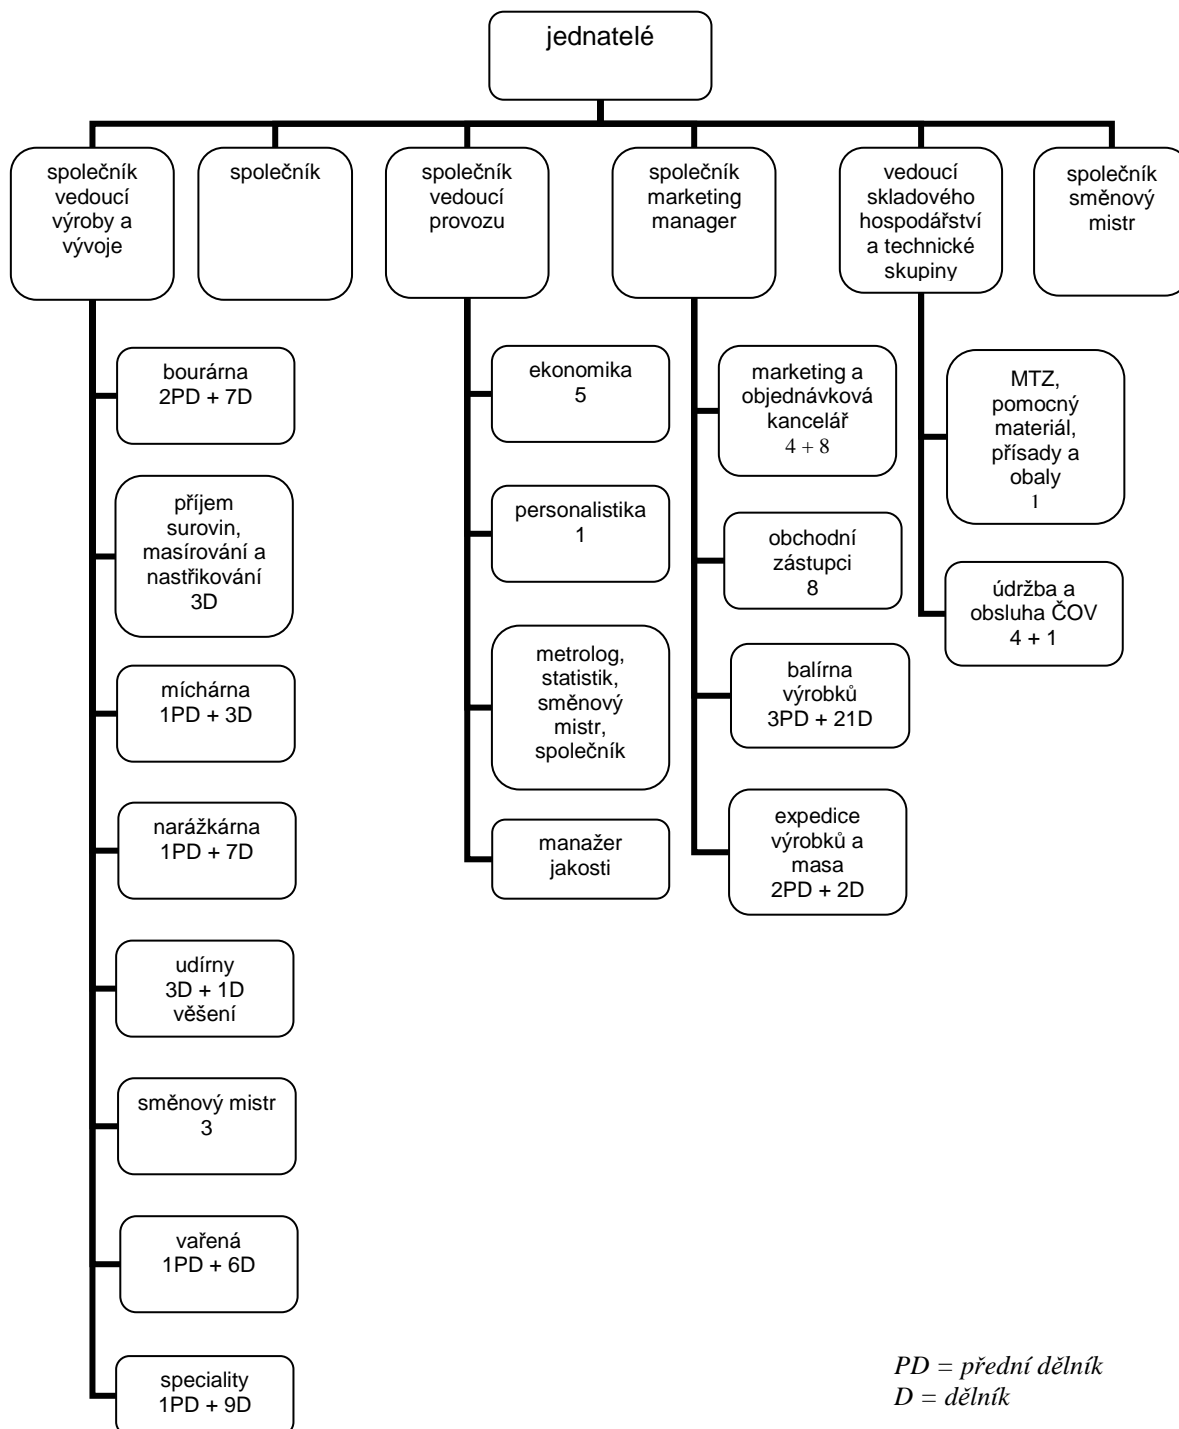 jednatelé
společník
vedoucí
výroby a
vývoje
společník
společník
vedoucí
provozu
společník
marketing
manager
vedoucí
skladového
hospodářství
a technické
skupiny
společník
směnový
mistr
bourárna
2PD + 7D
příjem
surovin,
masírování a
nastřikování
3D
míchárna
1PD + 3D
narážkárna
1PD + 7D
udírny
3D + 1D
věšení
směnový mistr
3
vařená
1PD + 6D
speciality
1PD + 9D
ekonomika
5
personalistika
1
metrolog,
statistik,
směnový
mistr,
společník
manažer
jakosti
marketing a
objednávková
kancelář
4 + 8
obchodní
zástupci
8
balírna
výrobků
3PD + 21D
expedice
výrobků a
masa
2PD + 2D
MTZ,
pomocný
materiál,
přísady a
obaly
1
údržba a
obsluha ČOV
4 + 1
PD = přední dělník
D = dělník